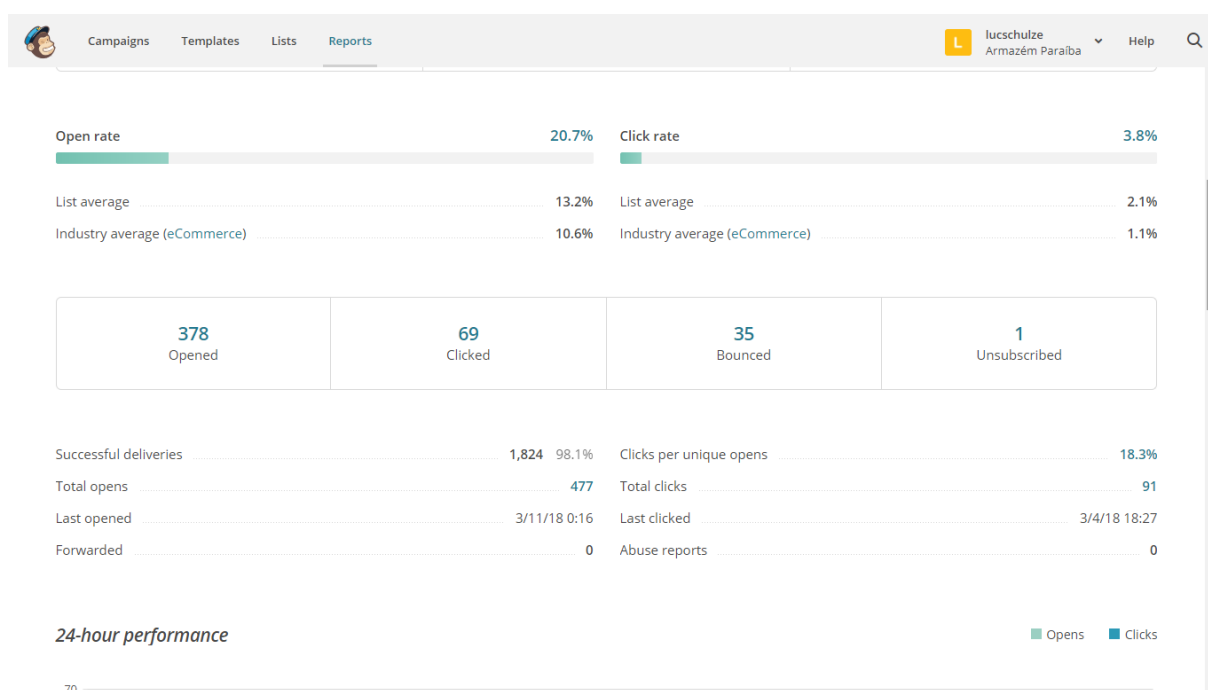 Campaigns Templates Lists Reports L lucschulze Help
Armazém Paraíba
Open rate 20.7% Click rate 3.8%
List average 13.2% List average 2.1%
Industry average (eCommerce) 10.6% Industry average (eCommerce) 1.1%
378 69 35 1
Opened Clicked Bounced Unsubscribed
Successful deliveries 1,824 98.1% Clicks per unique opens 18.3%
Total opens 477 Total clicks 91
Last opened 3/11/18 0:16 Last clicked 3/4/18 18:27
Forwarded 0 Abuse reports 0
24-hour performance Opens Clicks
70